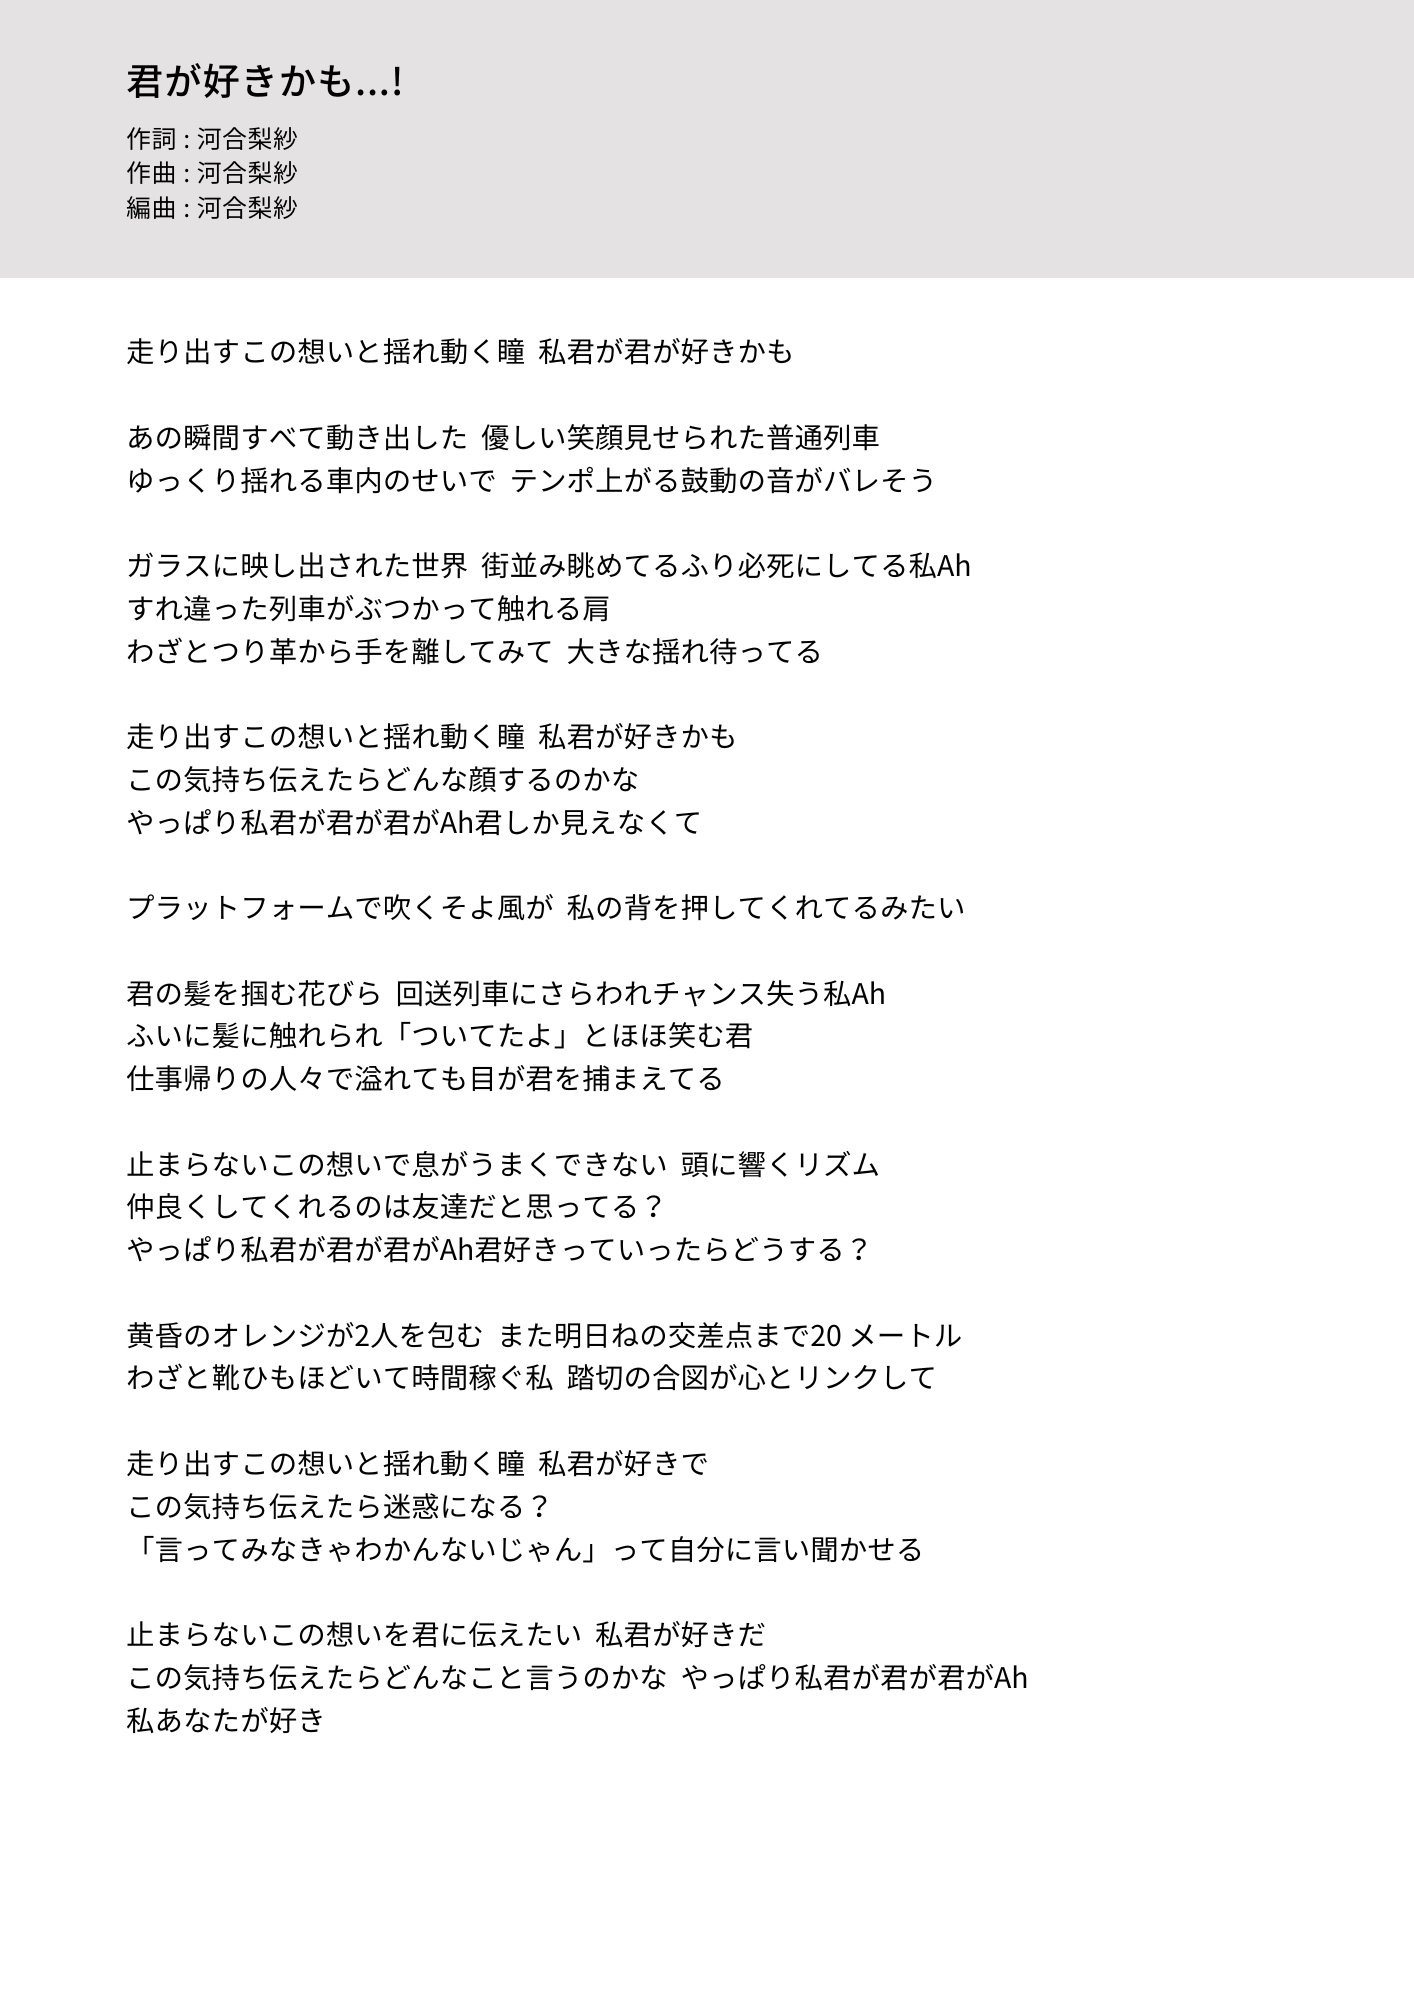 君が好きかも...!
作詞 : 河合梨紗
作曲 : 河合梨紗
編曲 : 河合梨紗
走り出すこの想いと揺れ動く瞳 私君が君が好きかも
あの瞬間すべて動き出した 優しい笑顔見せられた普通列車
ゆっくり揺れる車内のせいで テンポ上がる鼓動の音がバレそう
ガラスに映し出された世界 街並み眺めてるふり必死にしてる私Ah
すれ違った列車がぶつかって触れる肩
わざとつり革から手を離してみて 大きな揺れ待ってる
走り出すこの想いと揺れ動く瞳 私君が好きかも
この気持ち伝えたらどんな顔するのかな
やっぱり私君が君が君がAh君しか見えなくて
プラットフォームで吹くそよ風が 私の背を押してくれてるみたい
君の髪を掴む花びら 回送列車にさらわれチャンス失う私Ah
ふいに髪に触れられ「ついてたよ」とほほ笑む君
仕事帰りの人々で溢れても目が君を捕まえてる
止まらないこの想いで息がうまくできない 頭に響くリズム
仲良くしてくれるのは友達だと思ってる？
やっぱり私君が君が君がAh君好きっていったらどうする？
黄昏のオレンジが2人を包む また明日ねの交差点まで20 メートル
わざと靴ひもほどいて時間稼ぐ私 踏切の合図が心とリンクして
走り出すこの想いと揺れ動く瞳 私君が好きで
この気持ち伝えたら迷惑になる？
「言ってみなきゃわかんないじゃん」って自分に言い聞かせる
止まらないこの想いを君に伝えたい 私君が好きだ
この気持ち伝えたらどんなこと言うのかな やっぱり私君が君が君がAh
私あなたが好き